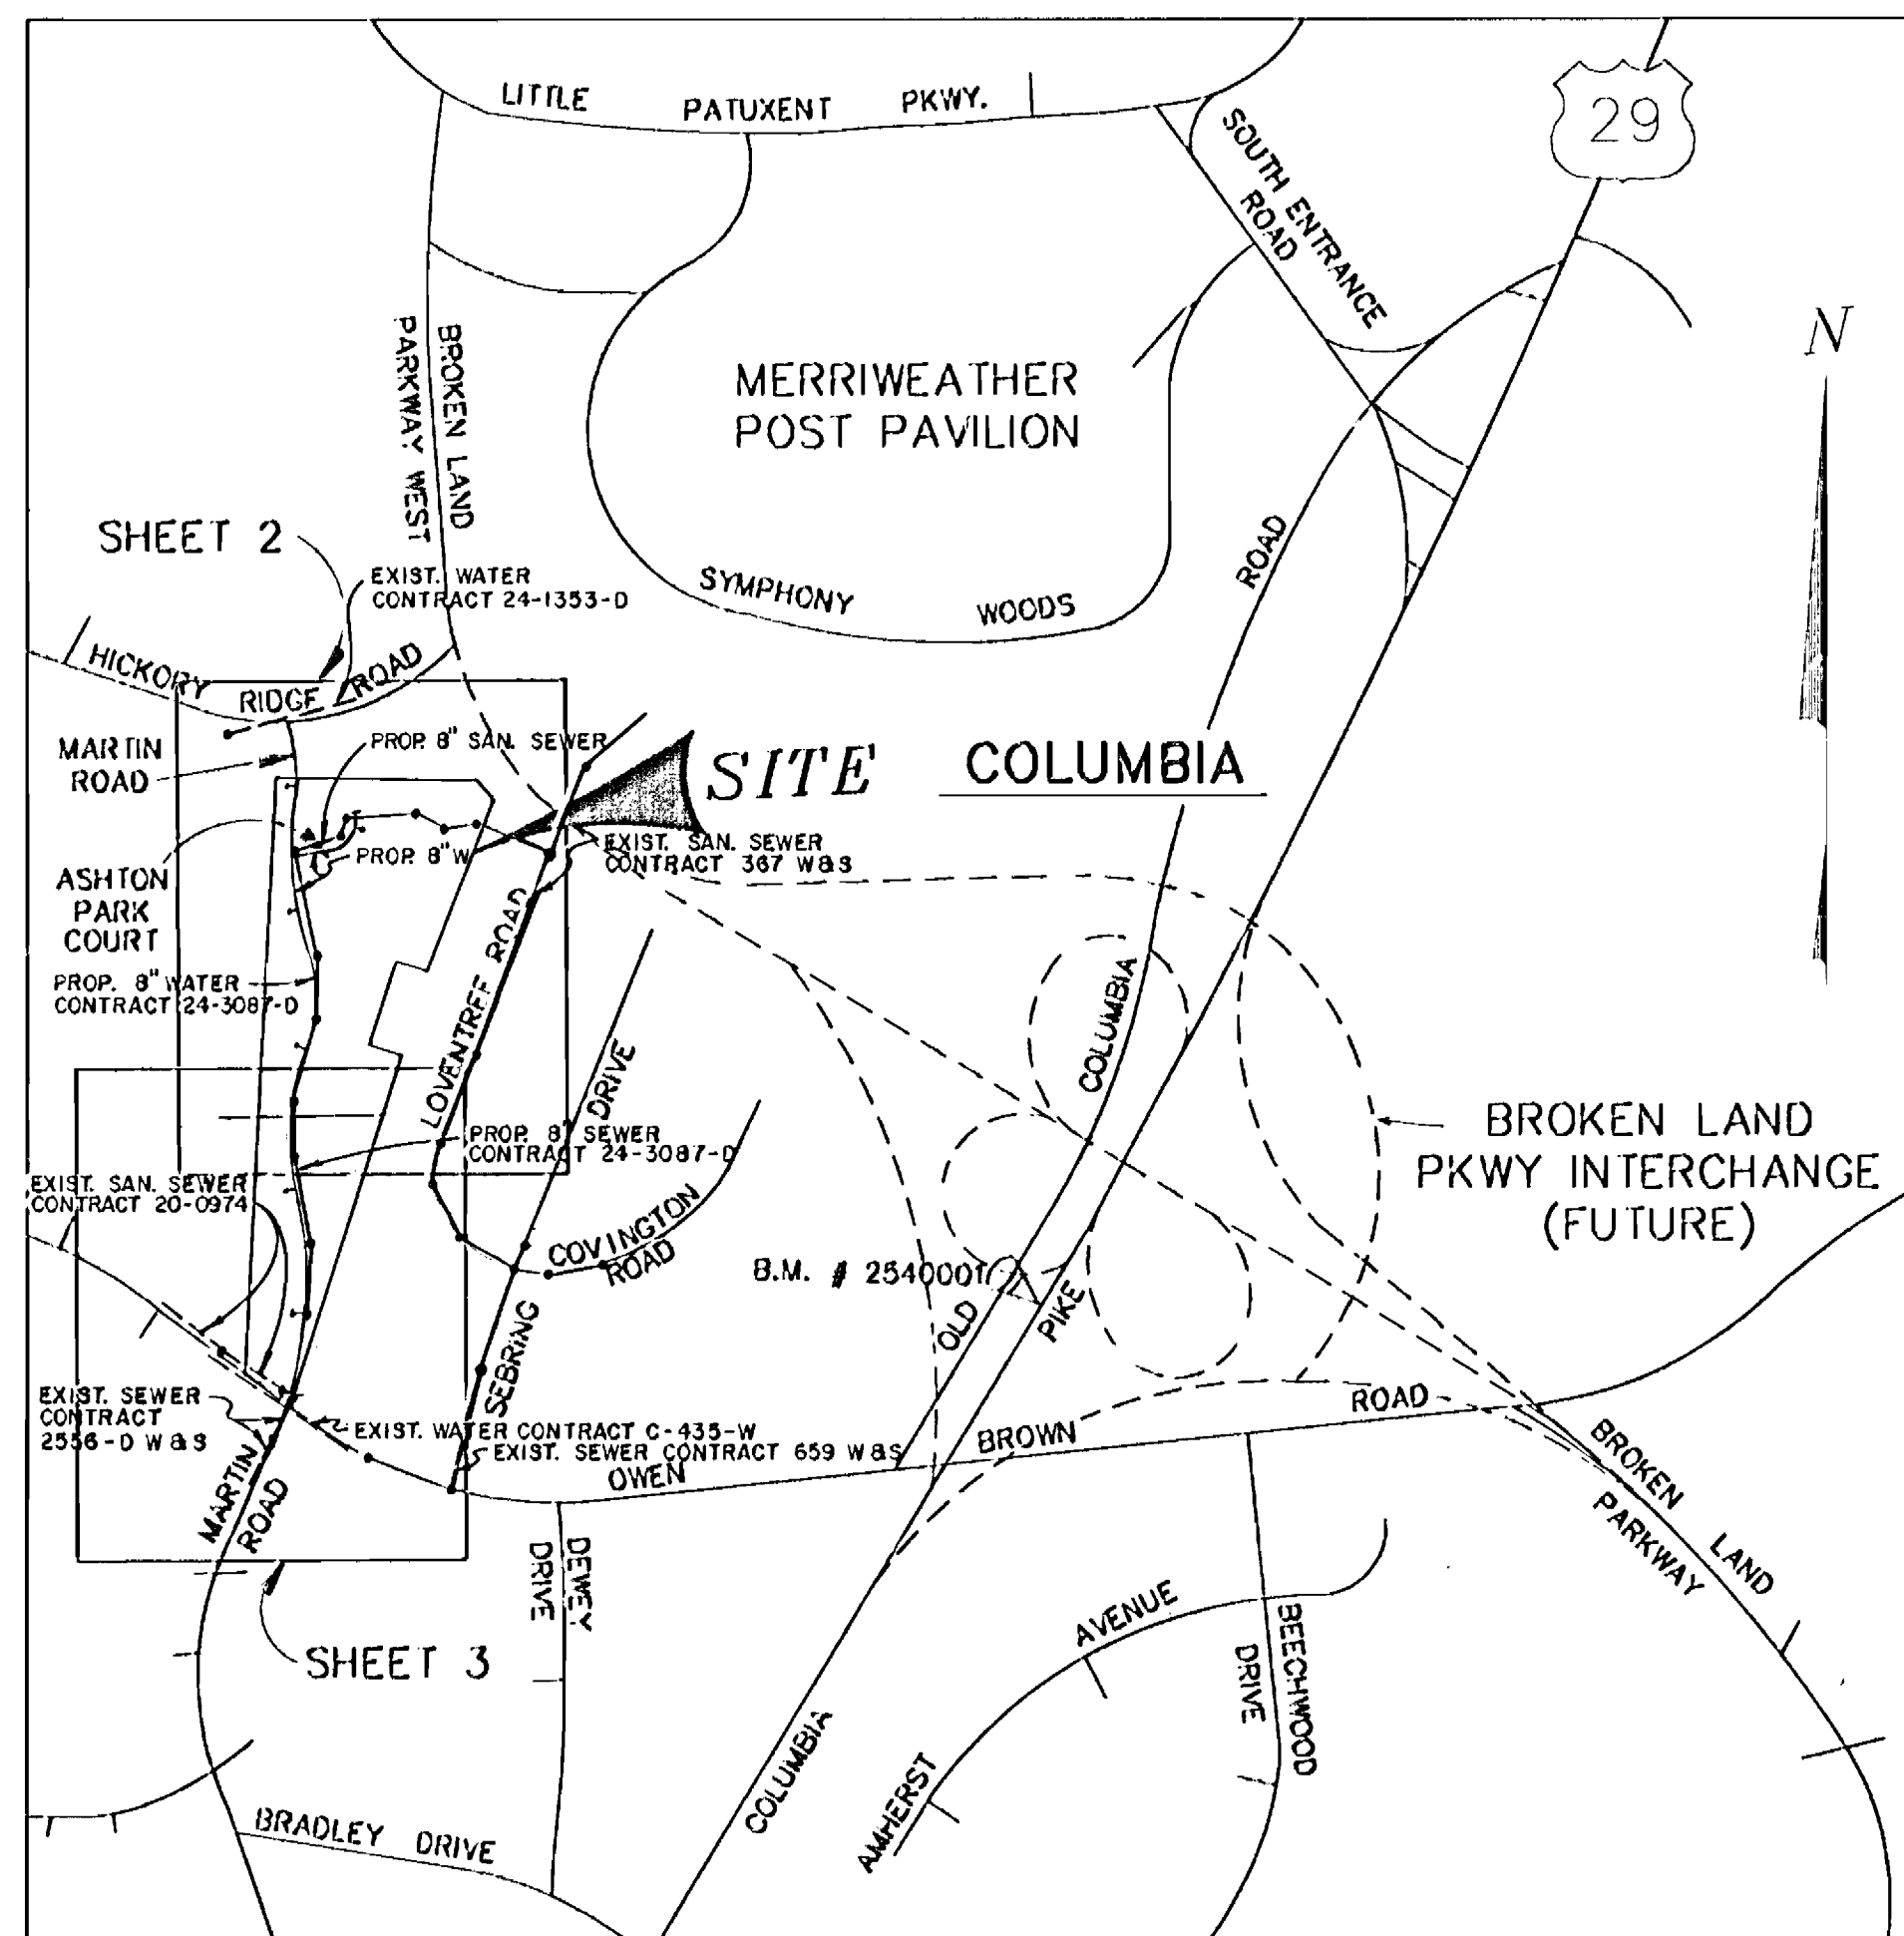 LITTLE PATUXENT PKWY.
29
SOUTH ENTRANCE
ROAD
N
BROKEN LAND
PARKWAY WEST
MERRIWEATHER
POST PAVILION
SHEET 2
EXIST. WATER
CONTRACT 24-1353-D
SYMPHONY WOODS
ROAD
HICKORY RIDGE ROAD
MARTIN
ROAD
PROP. 8" SAN. SEWER
SITE
COLUMBIA
EXIST. SAN. SEWER
CONTRACT 367 W&S
PROP. 8" W
ASHTON
PARK
COURT
PROP. 8" WATER
CONTRACT 24-3087-D
LOVENTREE ROAD
DRIVE
COLUMBIA
BROKEN LAND
PKWY INTERCHANGE
(FUTURE)
PROP. 8" SEWER
CONTRACT 24-3087-D
EXIST. SAN. SEWER
CONTRACT 20-0974
COVINGTON
ROAD
B.M. # 2540001
OLD
PIKE
SEBRING
EXIST. SEWER
CONTRACT
2556-D W&S
EXIST. WATER CONTRACT C-435-W
EXIST. SEWER CONTRACT 659 W&S
OWEN BROWN ROAD
BROKEN LAND
PARKWAY
MARTIN
ROAD
DEWEY
DRIVE
SHEET 3
AMHERST AVENUE
BEECHWOOD
DRIVE
COLUMBIA
BRADLEY DRIVE